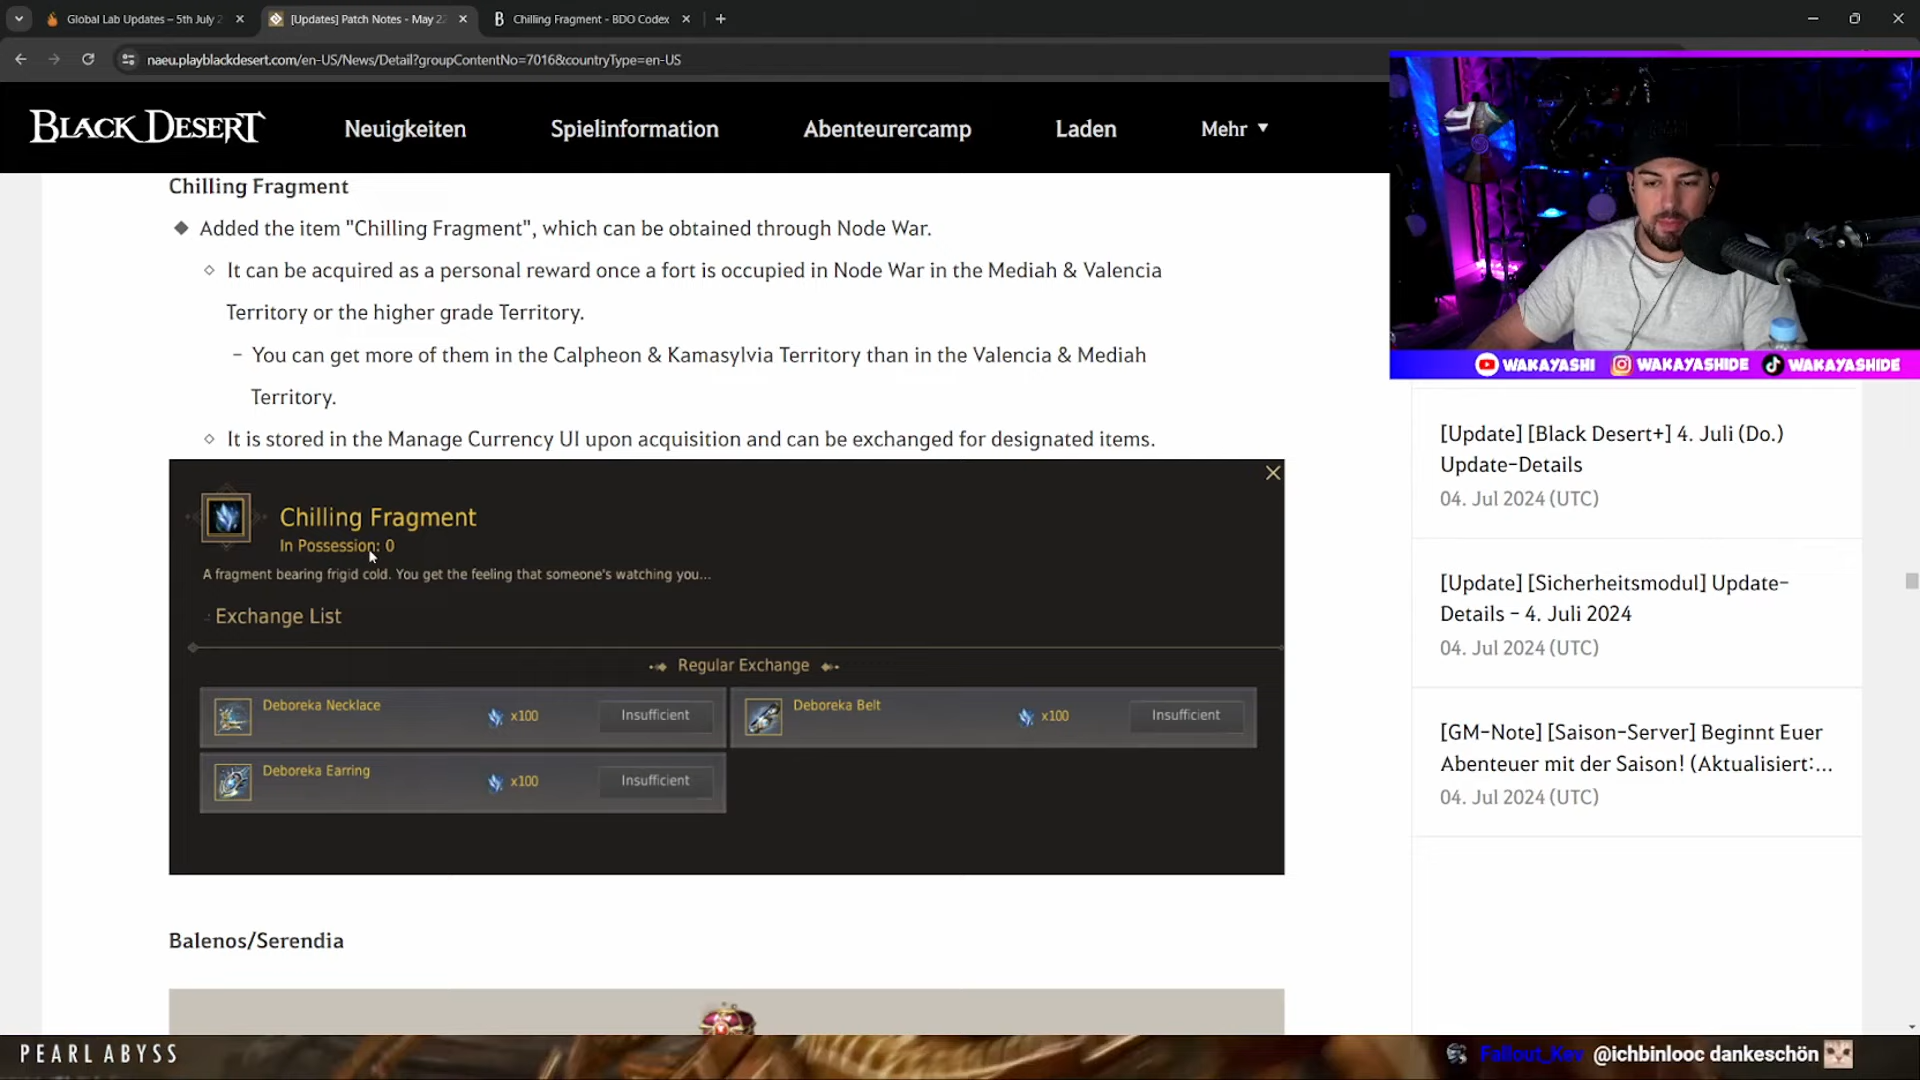 Global Lab Updates – 5th July 2
[Updates] Patch Notes - May 2
Chilling Fragment - BDO Codex
naeu.playblackdesert.com/en-US/News/Detail?groupContentNo=7016&countryType=en-US
BLACK DESERT
Neuigkeiten
Spielinformation
Abenteurercamp
Laden
Mehr
Chilling Fragment
Added the item "Chilling Fragment", which can be obtained through Node War.
It can be acquired as a personal reward once a fort is occupied in Node War in the Mediah & Valencia
Territory or the higher grade Territory.
– You can get more of them in the Calpheon & Kamasylvia Territory than in the Valencia & Mediah
Territory.
It is stored in the Manage Currency UI upon acquisition and can be exchanged for designated items.
Chilling Fragment
In Possession: 0
A fragment bearing frigid cold. You get the feeling that someone's watching you...
Exchange List
Regular Exchange
Deboreka Necklace
x100
Insufficient
Deboreka Belt
x100
Insufficient
Deboreka Earring
x100
Insufficient
Balenos/Serendia
WAKAYASHI
WAKAYASHIDE
WAKAYASHIDE
[Update] [Black Desert+] 4. Juli (Do.)
Update-Details
04. Jul 2024 (UTC)
[Update] [Sicherheitsmodul] Update-
Details - 4. Juli 2024
04. Jul 2024 (UTC)
[GM-Note] [Saison-Server] Beginnt Euer
Abenteuer mit der Saison! (Aktualisiert:...
04. Jul 2024 (UTC)
PEARL ABYSS
Fallout_Kev @ichbinlooc dankeschön